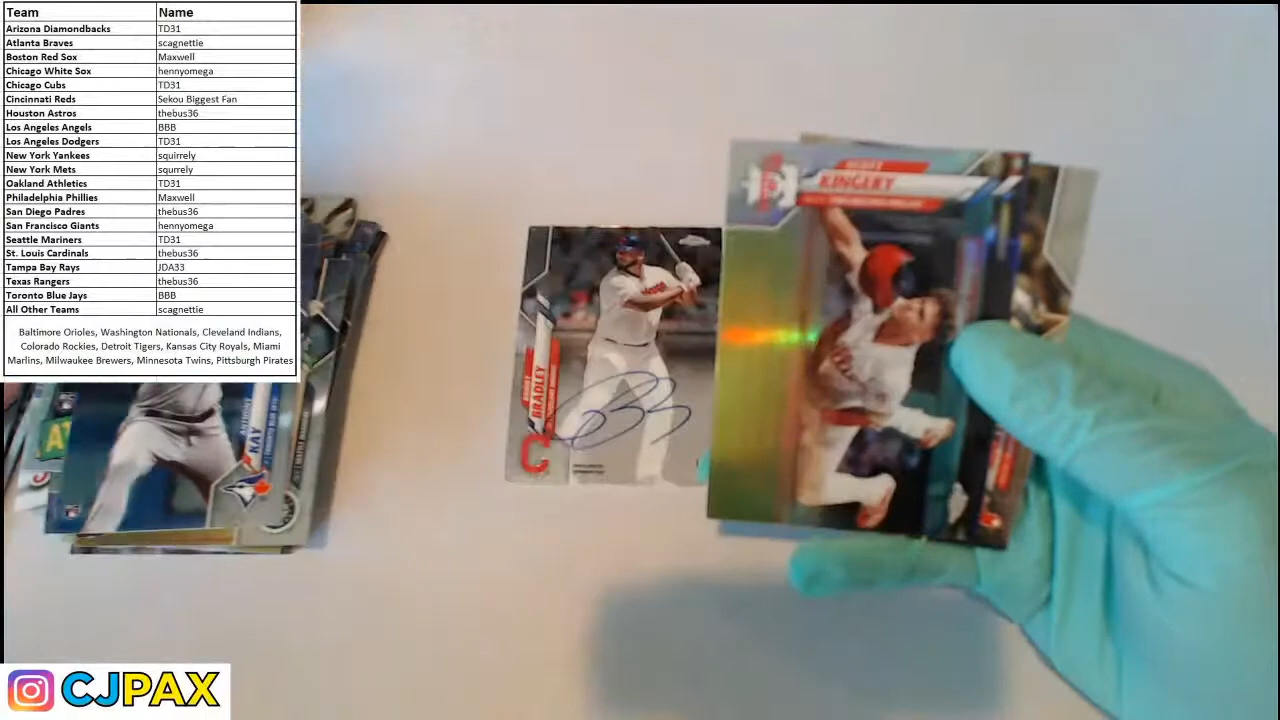 Team Name
Arizona Diamondbacks TD31
Atlanta Braves scagnettie
Boston Red Sox Maxwell
Chicago White Sox hennyomega
Chicago Cubs TD31
Cincinnati Reds Sekou Biggest Fan
Houston Astros thebus36
Los Angeles Angels BBB
Los Angeles Dodgers TD31
New York Yankees squirrely
New York Mets squrrely
Oakland Athletics TD31
Philadelphia Phillies Maxwell
San Diego Padres thebus36
San Francisco Giants hennyomega
Seattle Mariners TD31
St. Louis Cardinals thebus36
Tampa Bay Rays JDA33
Texas Rangers thebus36
Toronto Blue Jays BBB
All Other Teams scagnettie
Baltimore Orioles, Washington Nationals, Cleveland Indians,
Colorado Rockies, Detroit Tigers, Kansas City Royals, Miami
Marlins, Milwaukee Brewers, Minnesota Twins, Pittsburgh Pirates
KAY
BRADLEY
C
SCOTT
KINGERY
CJPAX